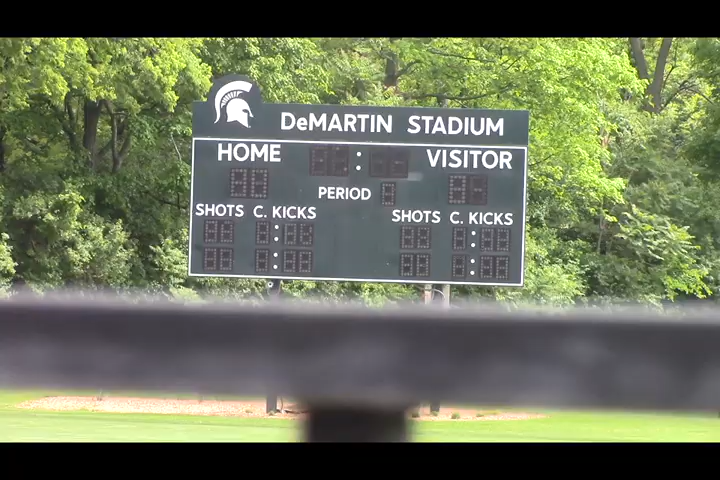 DeMARTIN STADIUM
HOME VISITOR
PERIOD
SHOTS C. KICKS SHOTS C. KICKS